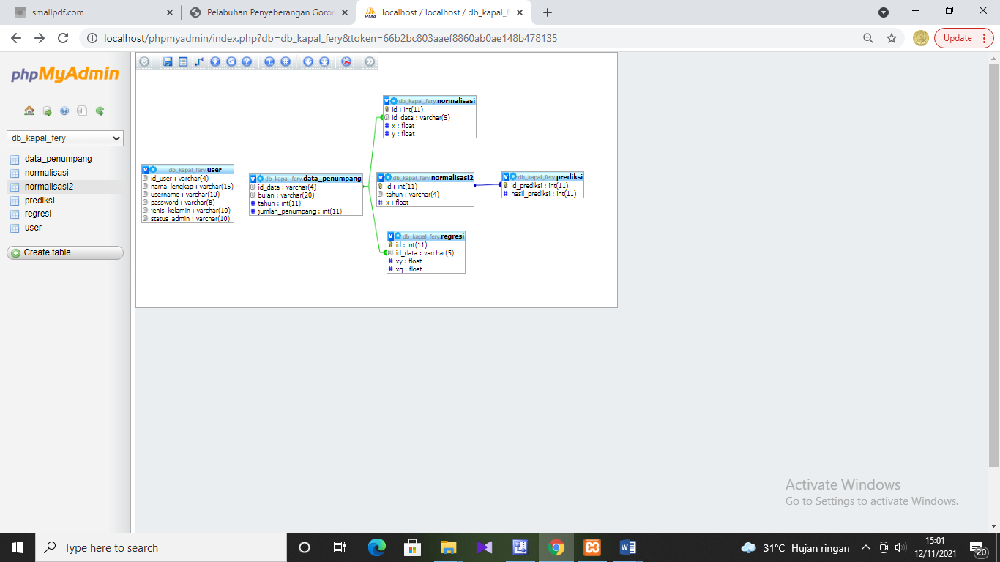 smallpdf.com
Pelabuhan Penyeberangan Goron
localhost / localhost / db_kapal_f
localhost/phpmyadmin/index.php?db=db_kapal_fery&token=66b2bc803aaef8860ab0ae148b478135
Update
phpMyAdmin
db_kapal_fery
data_penumpang
normalisasi
normalisasi2
prediksi
regresi
user
Create table
db_kapal_fery.normalisasi
id : int(11)
id_data : varchar(5)
x : float
y : float
db_kapal_fery.user
id_user : varchar(4)
nama_lengkap : varchar(15)
username : varchar(10)
password : varchar(8)
jenis_kelamin : varchar(10)
status_admin : varchar(10)
db_kapal_fery.data_penumpang
id_data : varchar(4)
bulan : varchar(20)
tahun : int(11)
jumlah_penumpang : int(11)
db_kapal_fery.normalisasi2
id : int(11)
tahun : varchar(4)
x : float
db_kapal_fery.prediksi
id_prediksi : int(11)
hasil_prediksi : int(11)
db_kapal_fery.regresi
id : int(11)
id_data : varchar(5)
xy : float
xq : float
Activate Windows
Go to Settings to activate Windows.
Type here to search
31°C Hujan ringan
15:01
12/11/2021
20